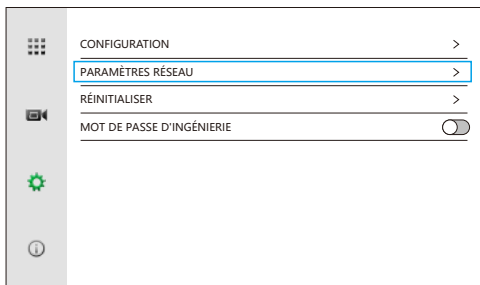 CONFIGURATION
PARAMÈTRES RÉSEAU
RÉINITIALISER
MOT DE PASSE D'INGÉNIERIE